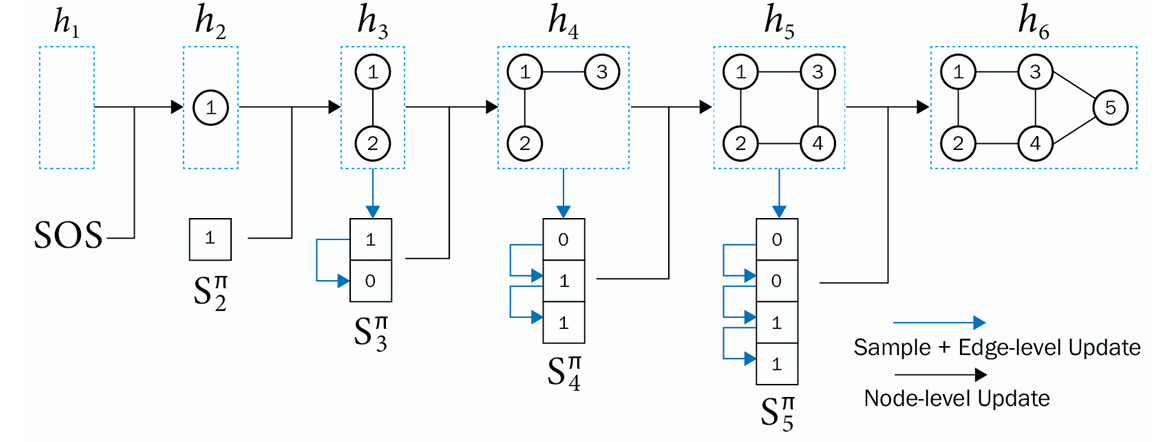 h1 h2 h3 h4 h5 h6
1
1
2
1 3
2
1 3
2 4
1 3
2 4
5
SOS
1
S2π
1
0
S3π
0
1
1
S4π
0
0
1
1
S5π
Sample + Edge-level Update
Node-level Update